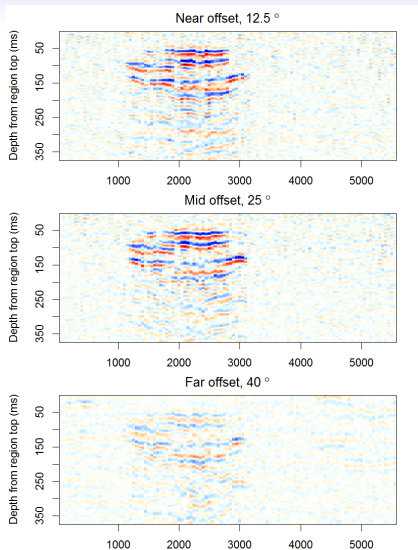 Near offset, 12.5 °
Depth from region top (ms)
50
150
250
350
1000 2000 3000 4000 5000
Mid offset, 25 °
Depth from region top (ms)
50
150
250
350
1000 2000 3000 4000 5000
Far offset, 40 °
Depth from region top (ms)
50
150
250
350
1000 2000 3000 4000 5000